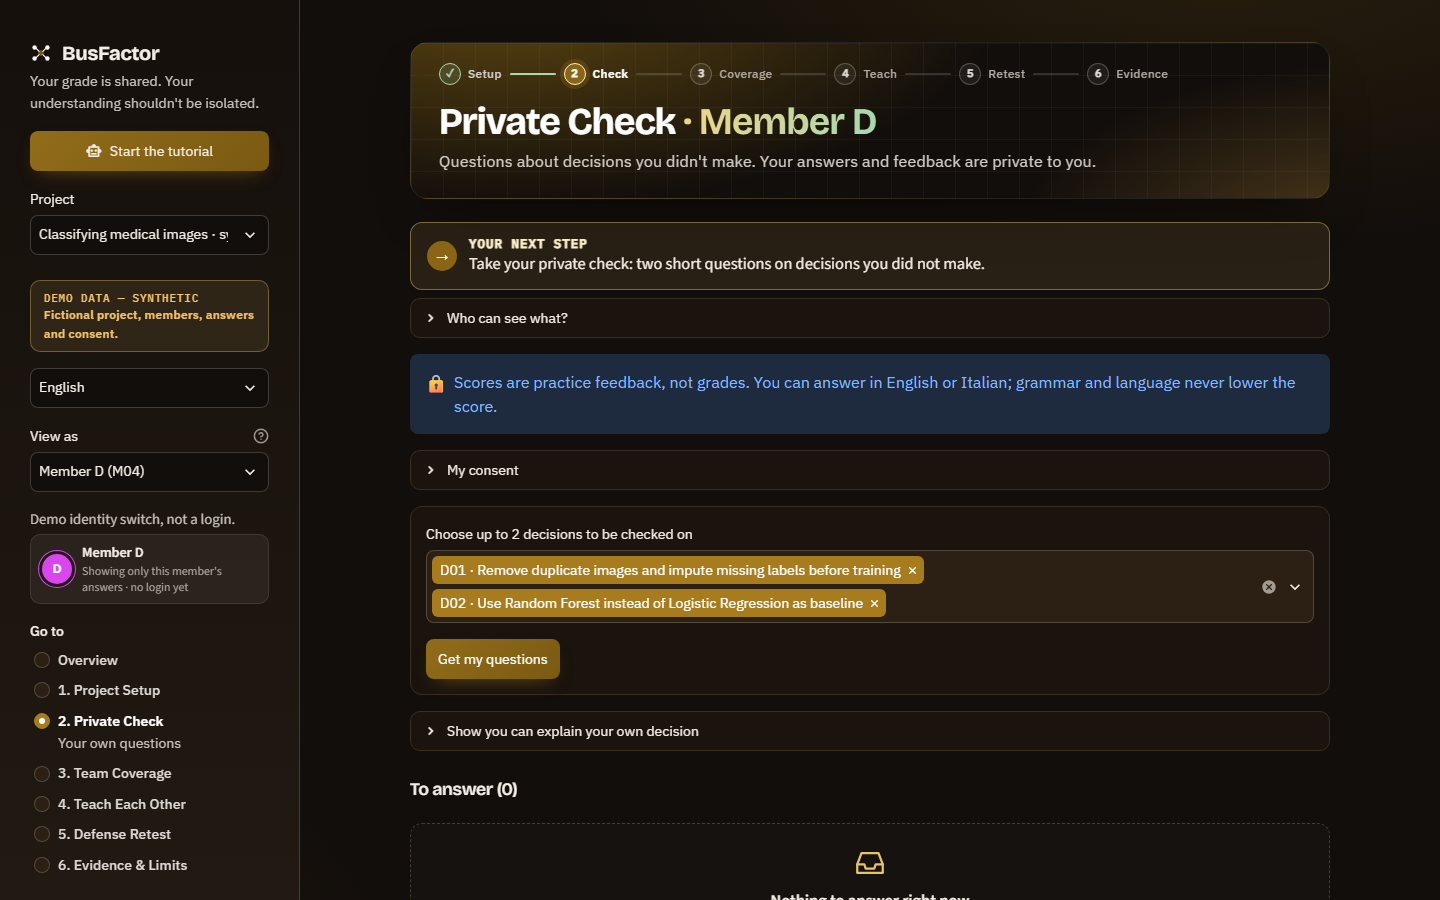 BusFactor
Your grade is shared. Your
understanding shouldn't be isolated.
Start the tutorial
Project
Classifying medical images · sy
DEMO DATA — SYNTHETIC
Fictional project, members, answers
and consent.
English
View as
Member D (M04)
Demo identity switch, not a login.
D
Member D
Showing only this member's
answers · no login yet
Go to
Overview
1. Project Setup
2. Private Check
Your own questions
3. Team Coverage
4. Teach Each Other
5. Defense Retest
6. Evidence & Limits
✓ Setup 2 Check 3 Coverage 4 Teach 5 Retest 6 Evidence
Private Check · Member D
Questions about decisions you didn't make. Your answers and feedback are private to you.
YOUR NEXT STEP
→ Take your private check: two short questions on decisions you did not make.
Who can see what?
Scores are practice feedback, not grades. You can answer in English or Italian; grammar and language never lower the
score.
My consent
Choose up to 2 decisions to be checked on
D01 · Remove duplicate images and impute missing labels before training ×
D02 · Use Random Forest instead of Logistic Regression as baseline ×
Get my questions
Show you can explain your own decision
To answer (0)
Nothing to answer right now